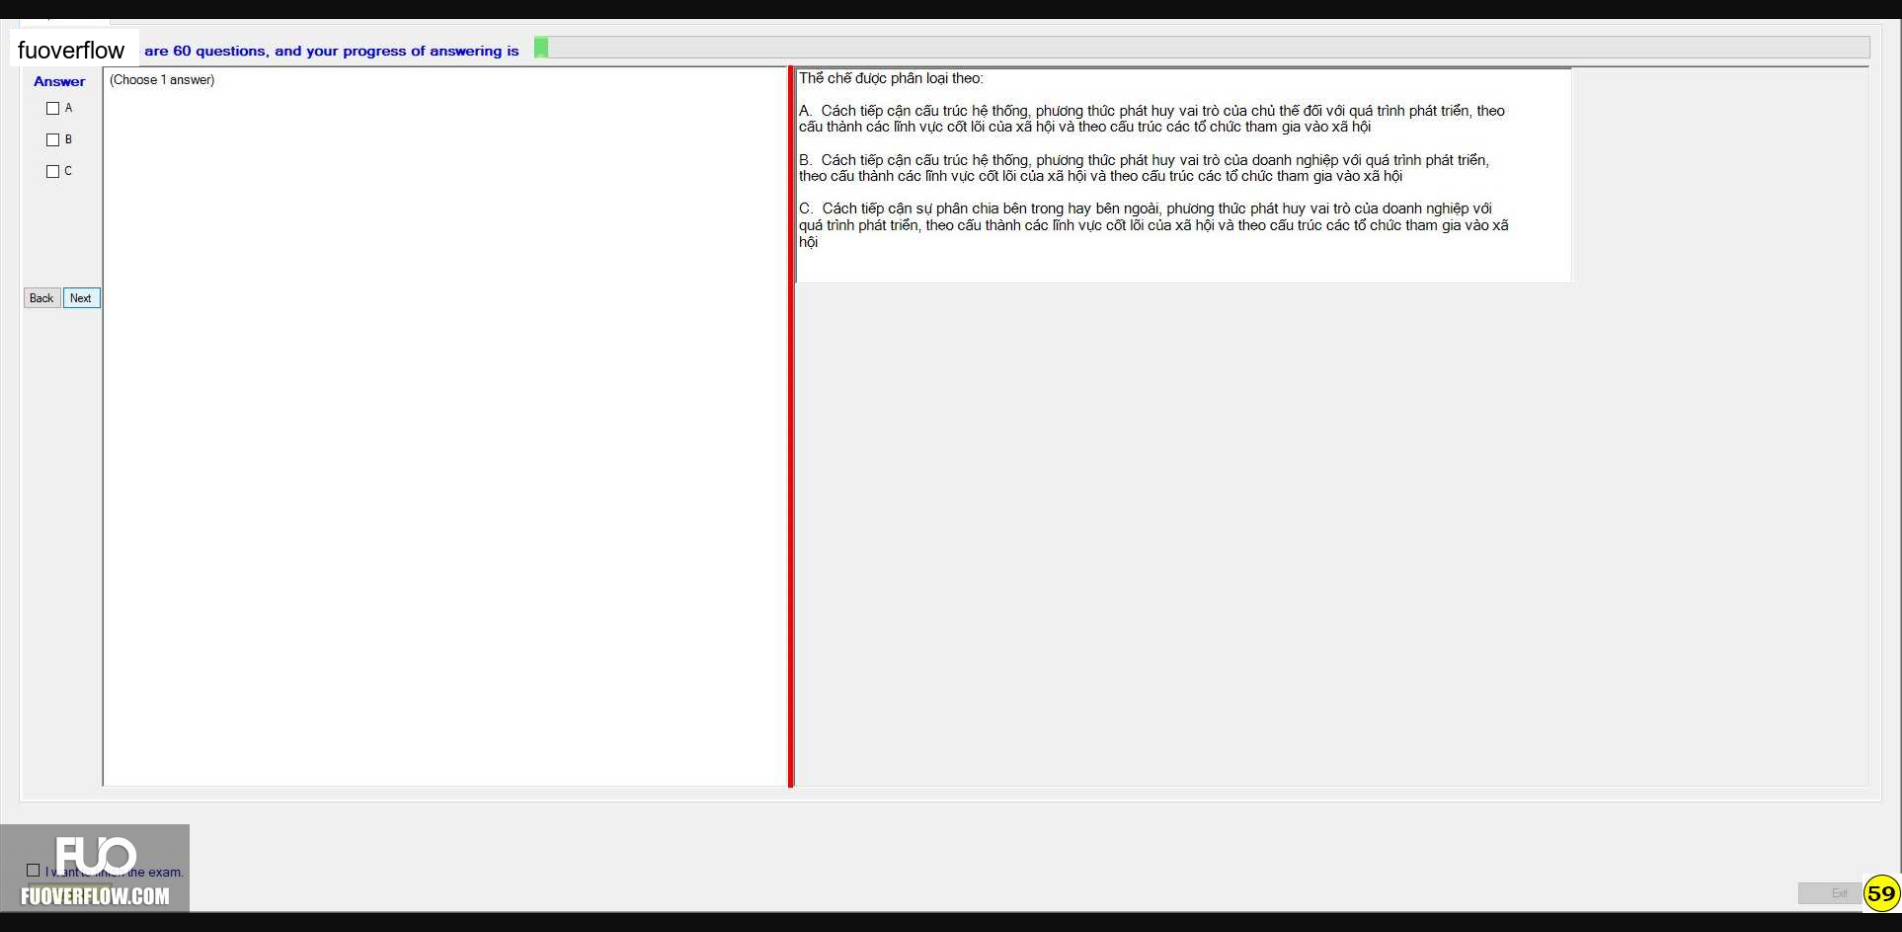 fuoverflow are 60 questions, and your progress of answering is
Answer
A
B
C
Back Next
(Choose 1 answer)
Thể chế được phân loại theo:
A. Cách tiếp cận cấu trúc hệ thống, phương thức phát huy vai trò của chủ thể đối với quá trình phát triển, theo
cấu thành các lĩnh vực cốt lõi của xã hội và theo cấu trúc các tổ chức tham gia vào xã hội
B. Cách tiếp cận cấu trúc hệ thống, phương thức phát huy vai trò của doanh nghiệp với quá trình phát triển,
theo cấu thành các lĩnh vực cốt lõi của xã hội và theo cấu trúc các tổ chức tham gia vào xã hội
C. Cách tiếp cận sự phân chia bên trong hay bên ngoài, phương thức phát huy vai trò của doanh nghiệp với
quá trình phát triển, theo cấu thành các lĩnh vực cốt lõi của xã hội và theo cấu trúc các tổ chức tham gia vào xã
hội
FUO
I want to finish the exam.
FUOVERFLOW.COM
Exit
59